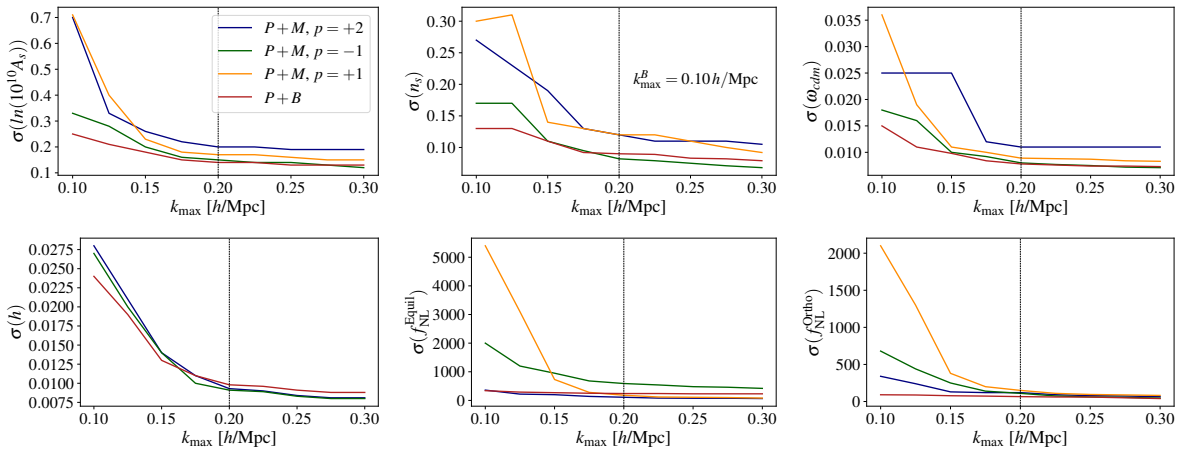 σ(ln(10¹⁰Aₛ))
0.7
0.6
0.5
0.4
0.3
0.2
0.1
P + M, p = +2
P + M, p = −1
P + M, p = +1
P + B
0.10 0.15 0.20 0.25 0.30
k_max [h/Mpc]
σ(nₛ)
0.30
0.25
0.20
0.15
0.10
k^B_max = 0.10 h/Mpc
0.10 0.15 0.20 0.25 0.30
k_max [h/Mpc]
σ(ω_cdm)
0.035
0.030
0.025
0.020
0.015
0.010
0.10 0.15 0.20 0.25 0.30
k_max [h/Mpc]
σ(h)
0.0275
0.0250
0.0225
0.0200
0.0175
0.0150
0.0125
0.0100
0.0075
0.10 0.15 0.20 0.25 0.30
k_max [h/Mpc]
σ(f_NL^Equil)
5000
4000
3000
2000
1000
0
0.10 0.15 0.20 0.25 0.30
k_max [h/Mpc]
σ(f_NL^Ortho)
2000
1500
1000
500
0
0.10 0.15 0.20 0.25 0.30
k_max [h/Mpc]